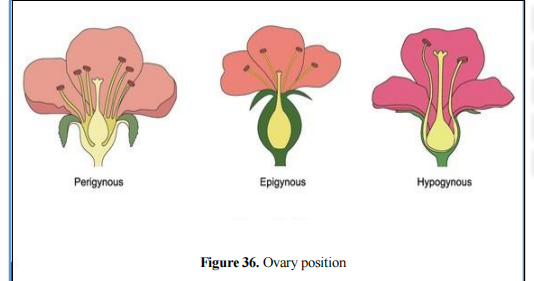 Perigynous
Epigynous
Hypogynous
Figure 36. Ovary position